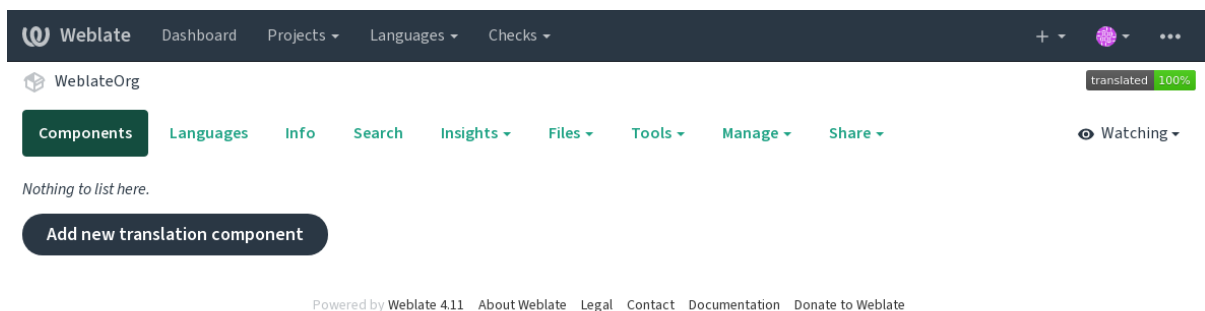 Weblate Dashboard Projects Languages Checks
WeblateOrg translated 100%
Components Languages Info Search Insights Files Tools Manage Share Watching
Nothing to list here.
Add new translation component
Powered by Weblate 4.11 About Weblate Legal Contact Documentation Donate to Weblate